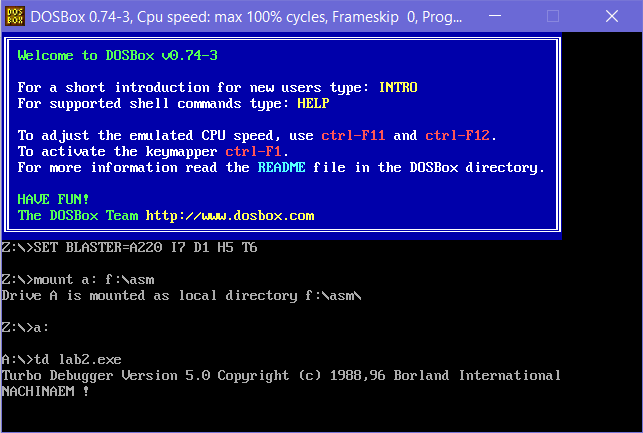 DOSBox 0.74-3, Cpu speed: max 100% cycles, Frameskip  0, Prog...
Welcome to DOSBox v0.74-3
For a short introduction for new users type: INTRO
For supported shell commands type: HELP
To adjust the emulated CPU speed, use ctrl-F11 and ctrl-F12.
To activate the keymapper ctrl-F1.
For more information read the README file in the DOSBox directory.
HAVE FUN!
The DOSBox Team http://www.dosbox.com
Z:\>SET BLASTER=A220 I7 D1 H5 T6
Z:\>mount a: f:\asm
Drive A is mounted as local directory f:\asm\
Z:\>a:
A:\>td lab2.exe
Turbo Debugger Version 5.0 Copyright (c) 1988,96 Borland International
NACHINAEM !